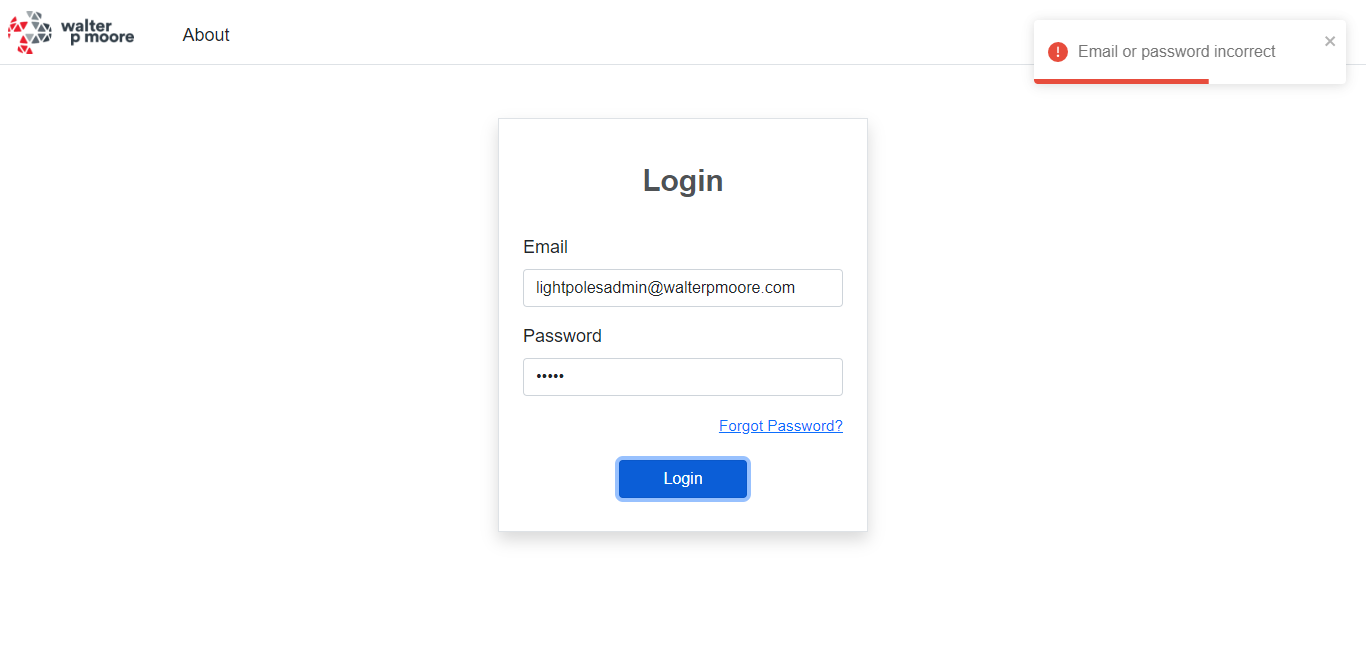 walter
p moore
About
Email or password incorrect
Login
Email
lightpolesadmin@walterpmoore.com
Password
•••••
Forgot Password?
Login